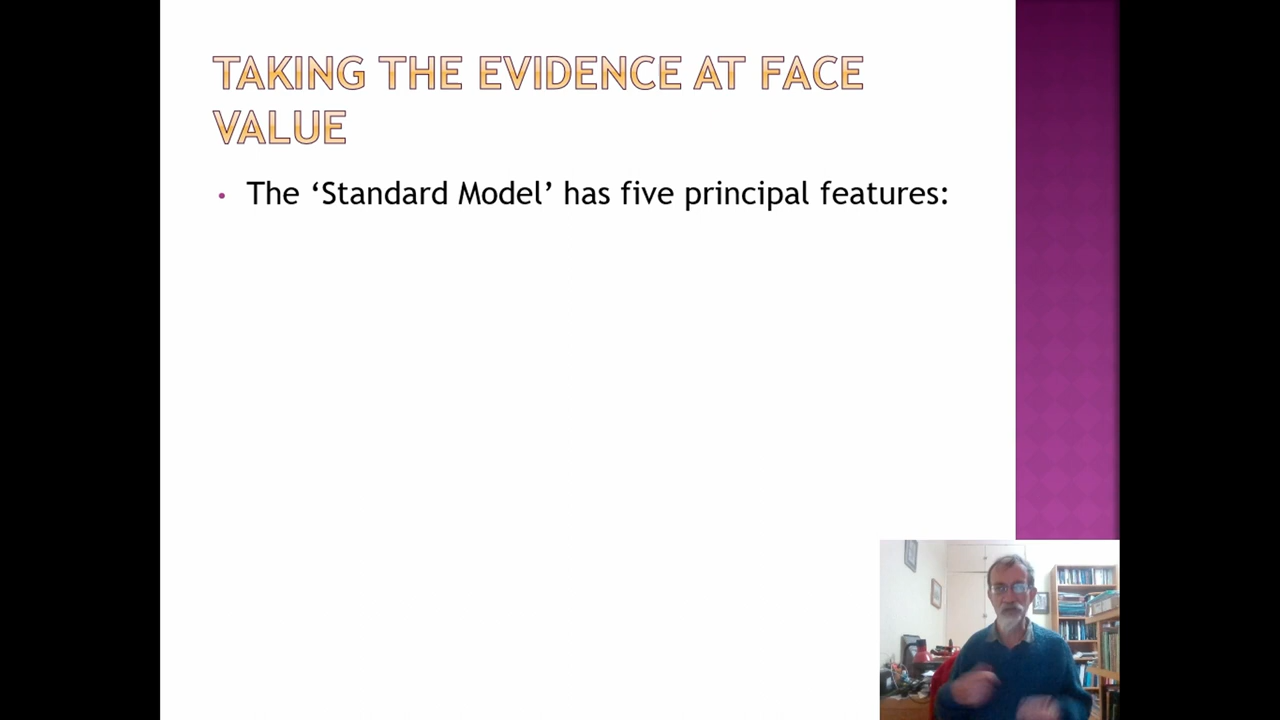 TAKING THE EVIDENCE AT FACE
VALUE
• The ‘Standard Model’ has five principal features: